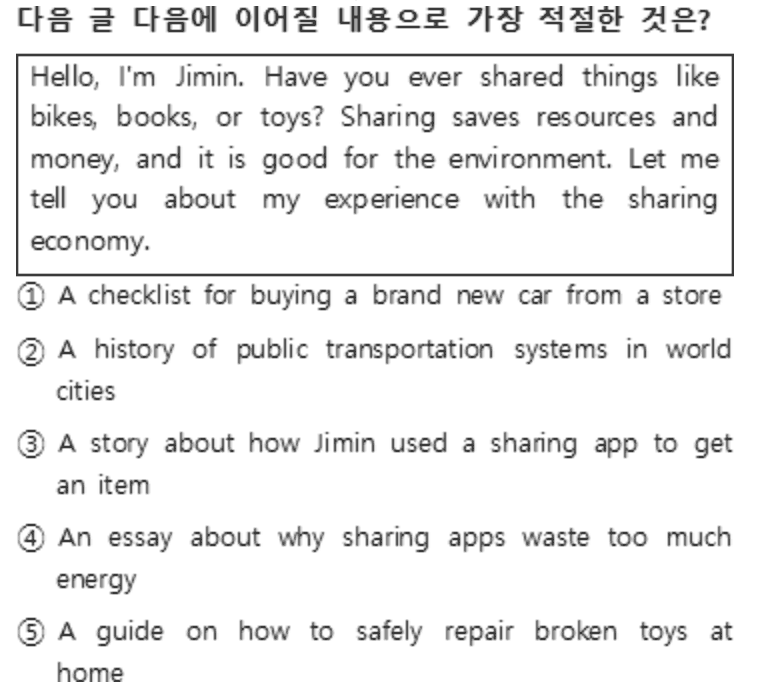 다음 글 다음에 이어질 내용으로 가장 적절한 것은?
Hello, I'm Jimin. Have you ever shared things like
bikes, books, or toys? Sharing saves resources and
money, and it is good for the environment. Let me
tell you about my experience with the sharing
economy.
① A checklist for buying a brand new car from a store
② A history of public transportation systems in world
cities
③ A story about how Jimin used a sharing app to get
an item
④ An essay about why sharing apps waste too much
energy
⑤ A guide on how to safely repair broken toys at
home